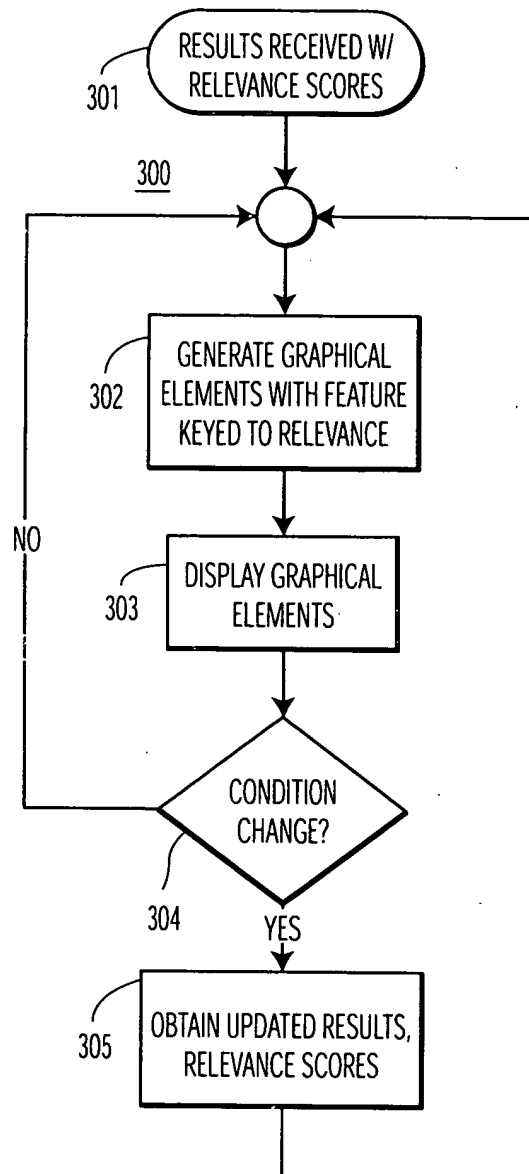 RESULTS RECEIVED W/
RELEVANCE SCORES
301
300
GENERATE GRAPHICAL
ELEMENTS WITH FEATURE
KEYED TO RELEVANCE
302
NO
DISPLAY GRAPHICAL
ELEMENTS
303
CONDITION
CHANGE?
304
YES
OBTAIN UPDATED RESULTS,
RELEVANCE SCORES
305